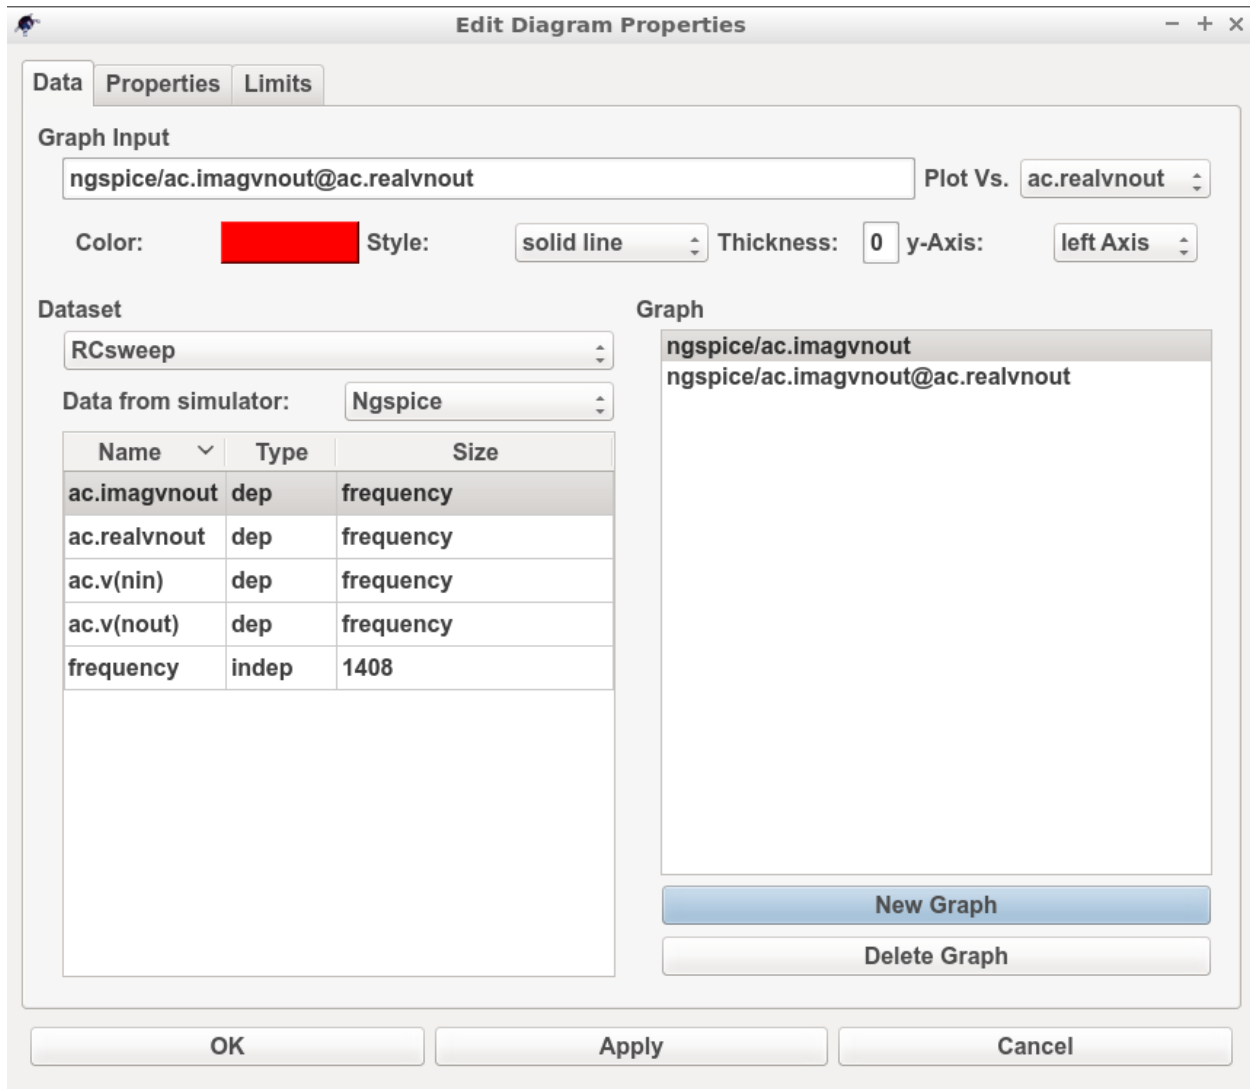 Edit Diagram Properties
Data Properties Limits
Graph Input
ngspice/ac.imagvnout@ac.realvnout Plot Vs. ac.realvnout
Color: Style: solid line Thickness: 0 y-Axis: left Axis
Dataset
RCsweep
Data from simulator: Ngspice
Name Type Size
ac.imagvnout dep frequency
ac.realvnout dep frequency
ac.v(nin) dep frequency
ac.v(nout) dep frequency
frequency indep 1408
Graph
ngspice/ac.imagvnout
ngspice/ac.imagvnout@ac.realvnout
New Graph
Delete Graph
OK Apply Cancel